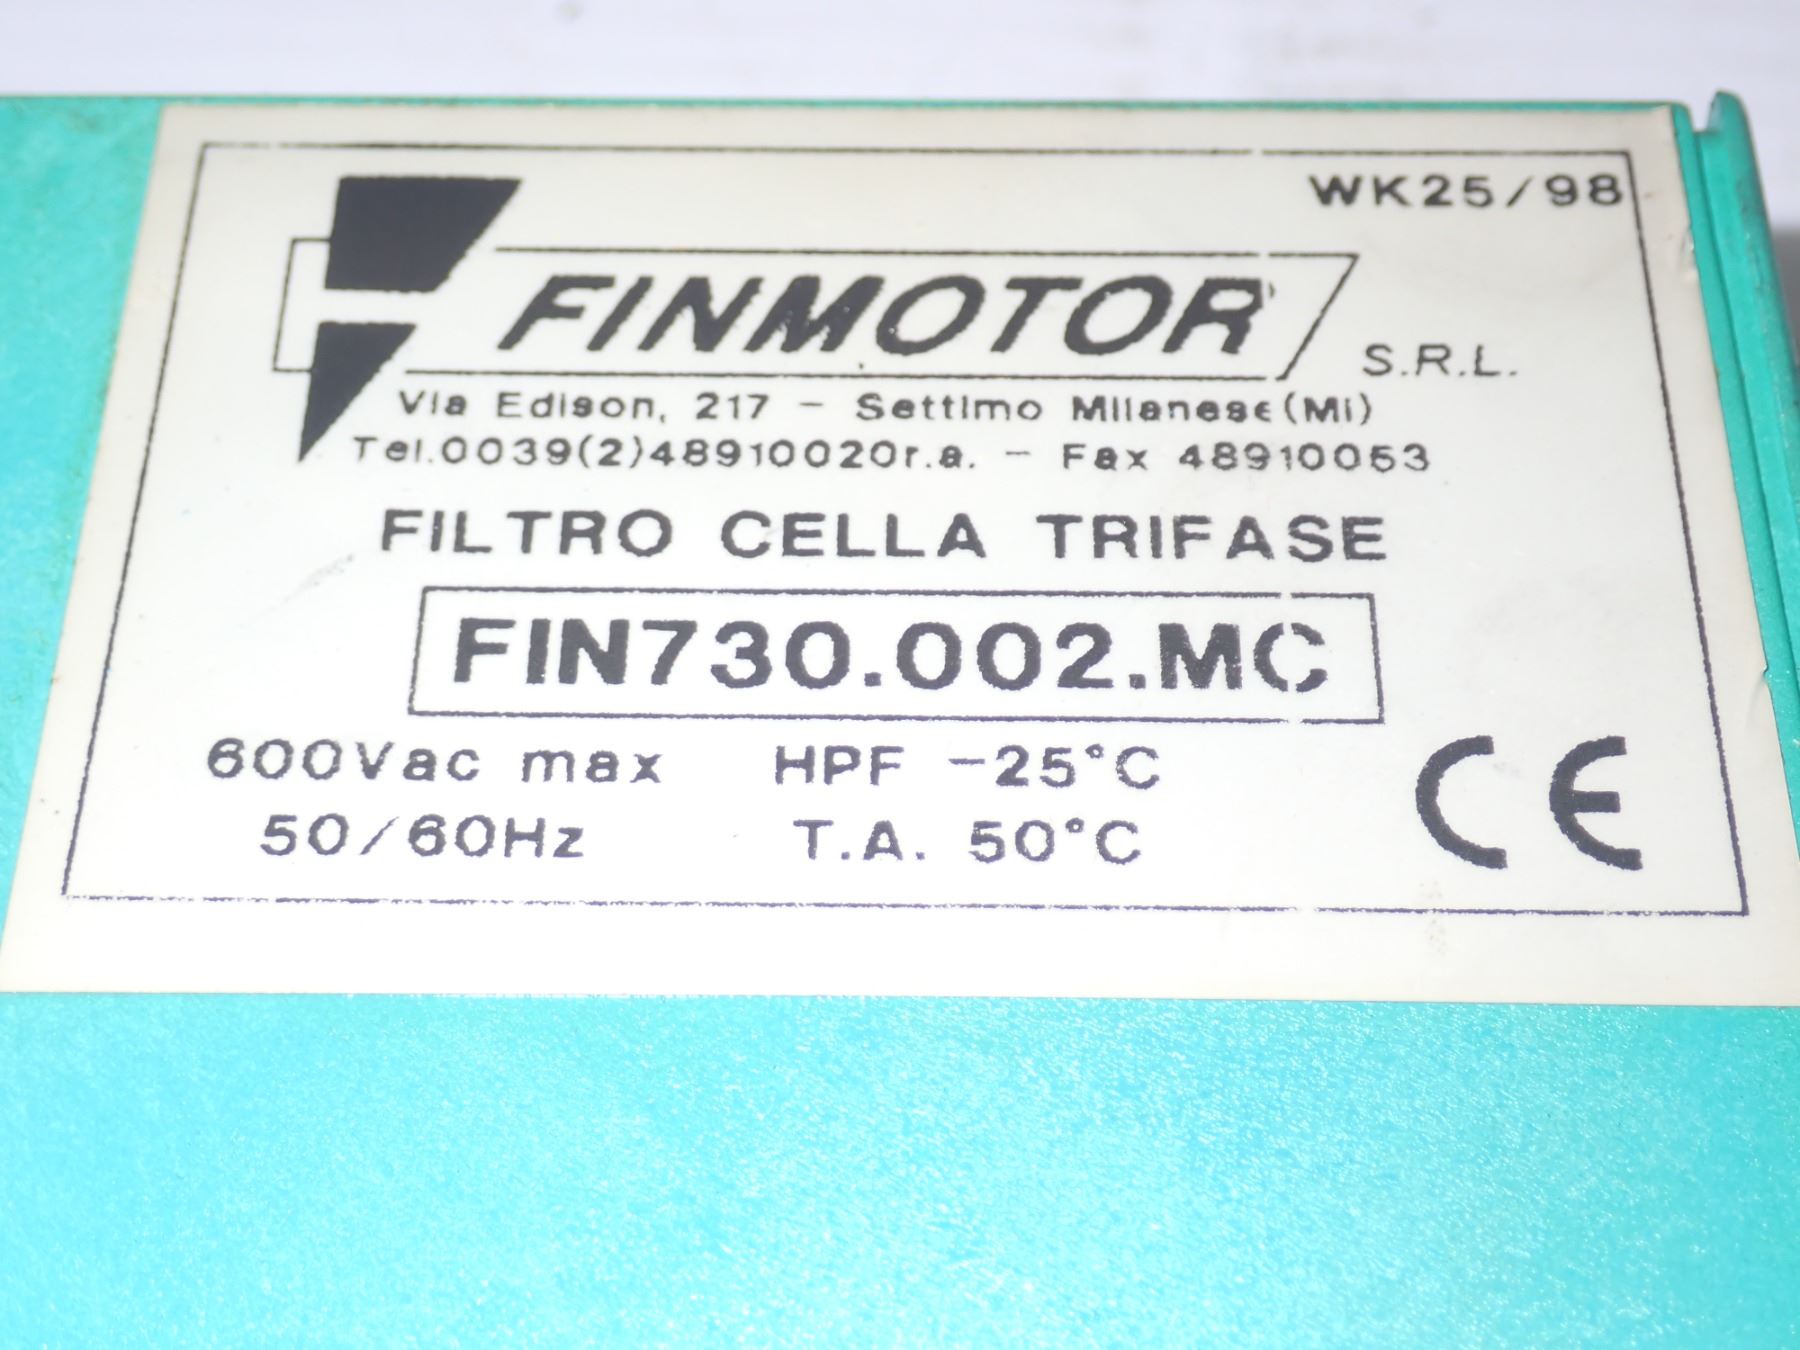 WK25/98
FINMOTOR S.R.L.
Via Edison, 217 - Settimo Milanese (Mi)
Tel.0039(2)48910020r.a. - Fax 48910053
FILTRO CELLA TRIFASE
FIN730.002.MC
600Vac max HPF -25°C
50/60Hz T.A. 50°C
CE